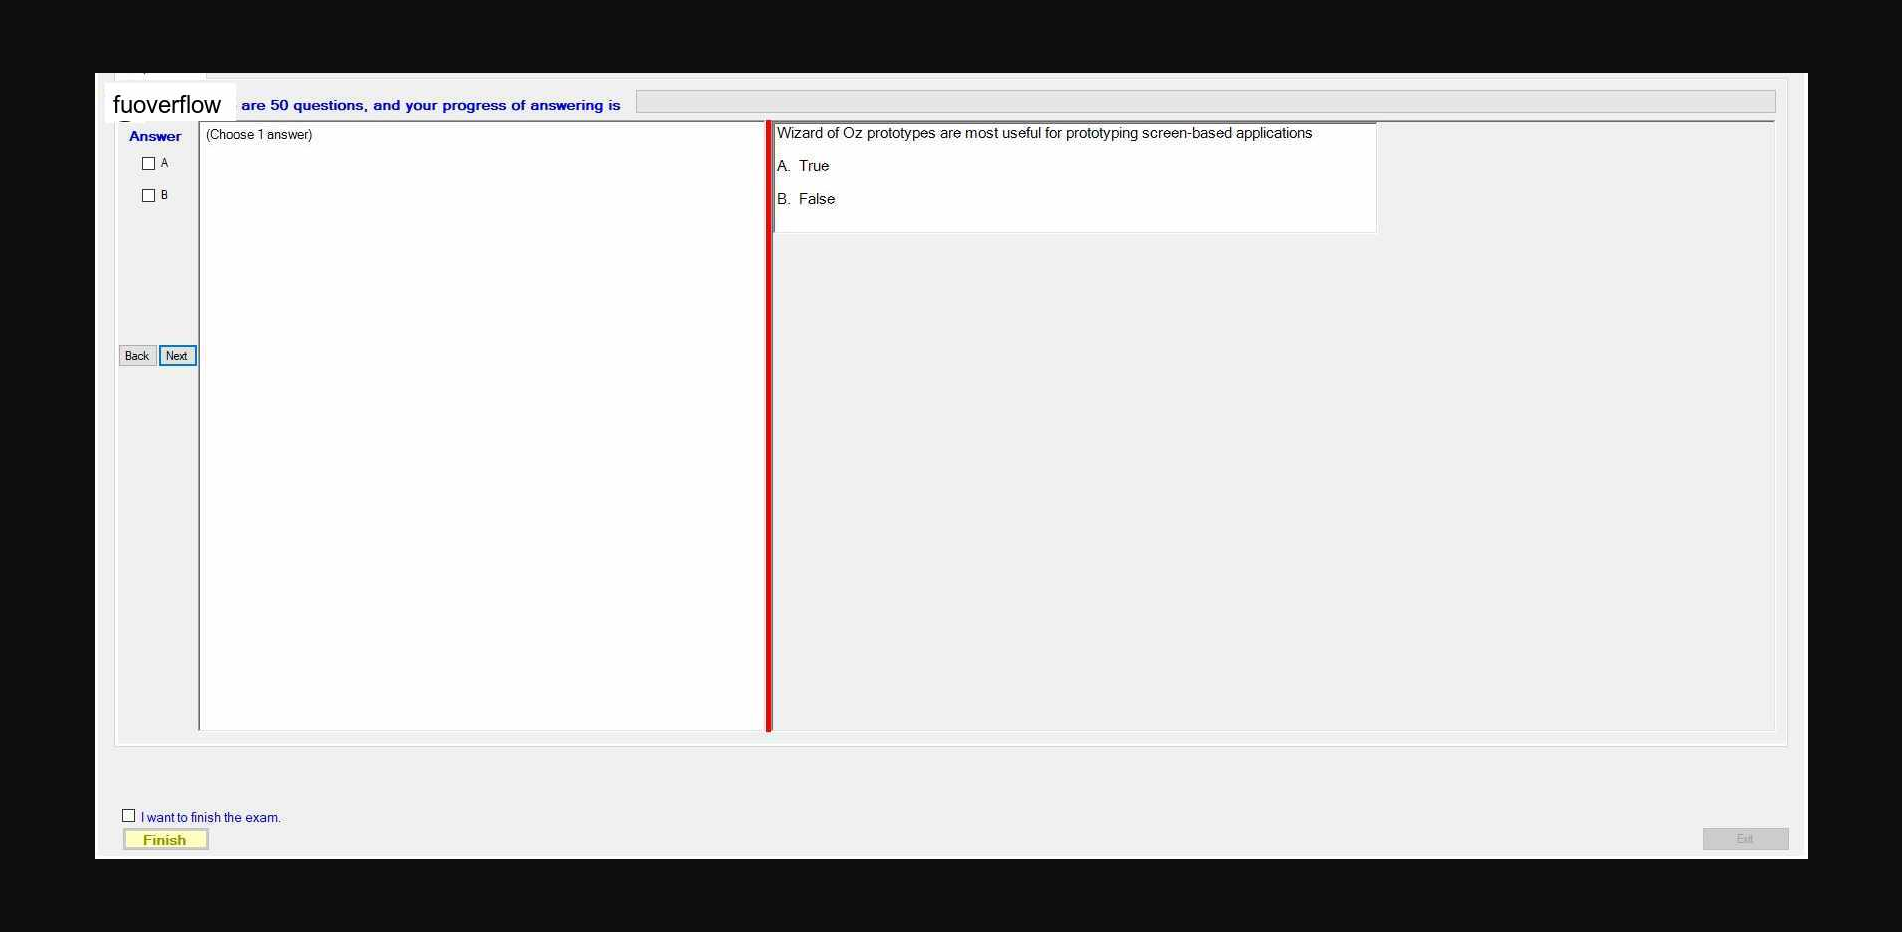 fuoverflow are 50 questions, and your progress of answering is
Answer
(Choose 1 answer)
A
B
Back Next
Wizard of Oz prototypes are most useful for prototyping screen-based applications
A. True
B. False
I want to finish the exam.
Finish
Exit